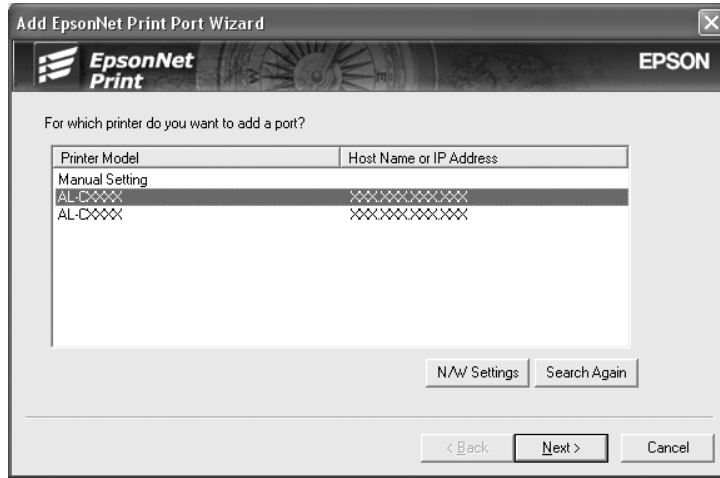 Add EpsonNet Print Port Wizard
EpsonNet
Print
EPSON
For which printer do you want to add a port?
Printer Model Host Name or IP Address
Manual Setting
AL-CXXXX XXX.XXX.XXX.XXX
AL-CXXXX XXX.XXX.XXX.XXX
N/W Settings Search Again
< Back Next > Cancel